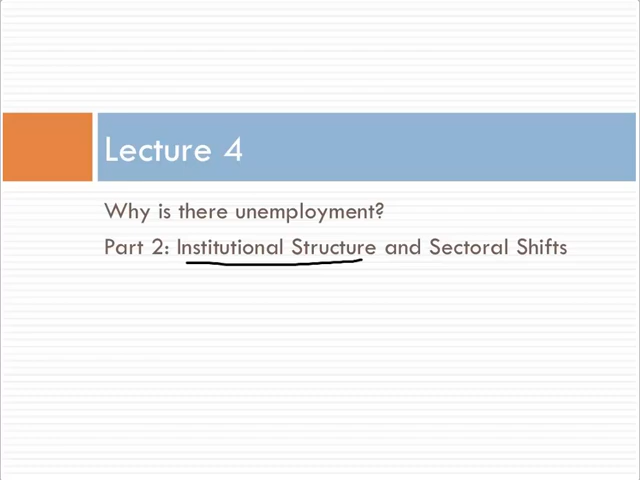 Lecture 4
Why is there unemployment?
Part 2: Institutional Structure and Sectoral Shifts